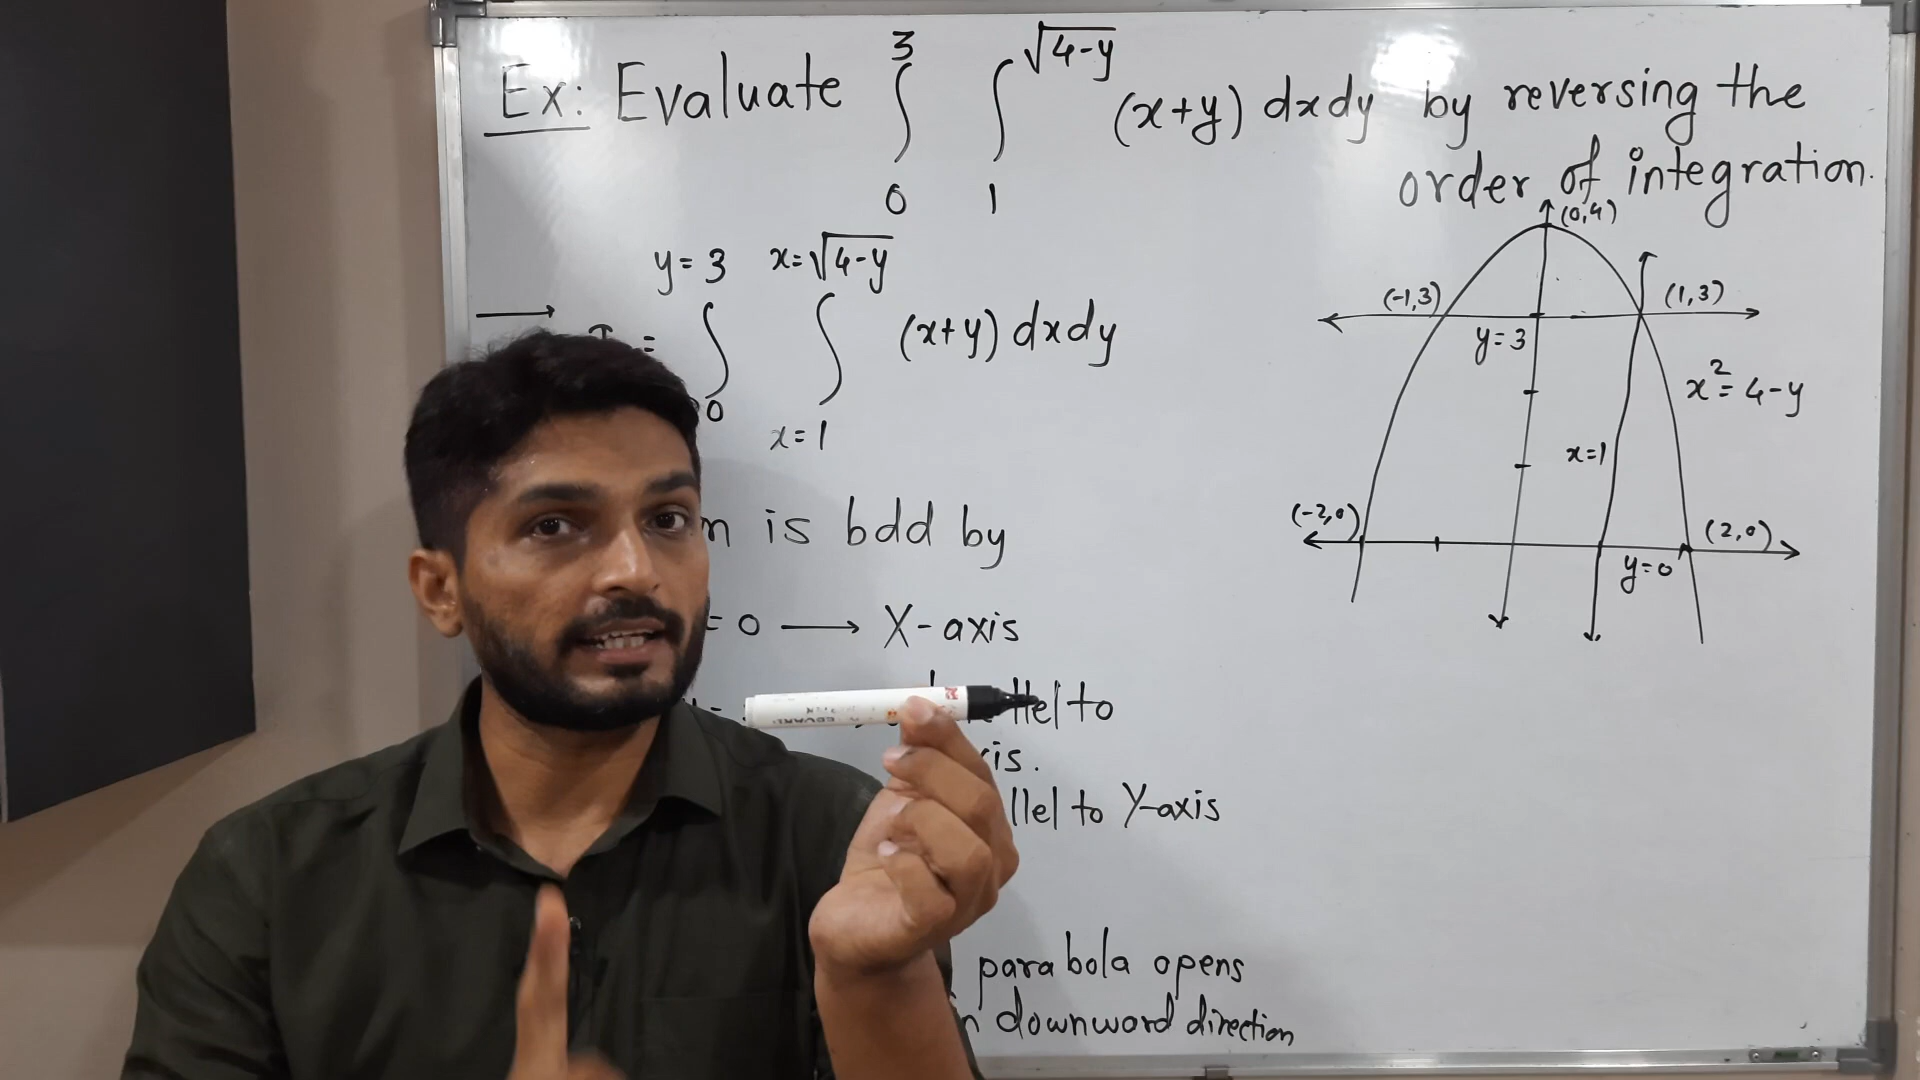 Ex: Evaluate ∫₀³ ∫₁^√(4-y) (x+y) dxdy by reversing the
order of integration.
y=3 x=√(4-y)
→ I = ∫ ∫ (x+y) dxdy
0
x=1
is bdd by
=0 → X-axis
to
llel to Y-axis
parabola opens
downward direction
(0,4)
(-1,3)
(1,3)
y=3
x²=4-y
x=1
(-2,0)
(2,0)
y=0